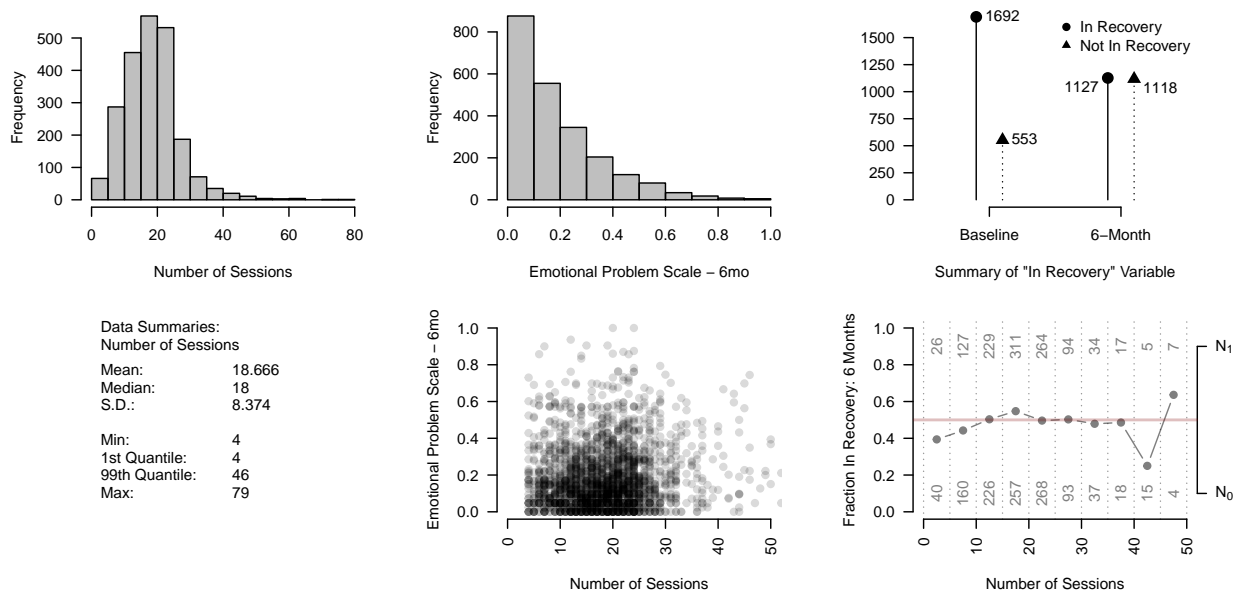 Frequency
0
100
200
300
400
500
0 20 40 60 80
Number of Sessions
Frequency
0
200
400
600
800
0.0 0.2 0.4 0.6 0.8 1.0
Emotional Problem Scale − 6mo
0
250
500
750
1000
1250
1500
1692
553
1127
1118
In Recovery
Not In Recovery
Baseline 6−Month
Summary of "In Recovery" Variable
Data Summaries:
Number of Sessions
Mean: 18.666
Median: 18
S.D.: 8.374
Min: 4
1st Quantile: 4
99th Quantile: 46
Max: 79
Emotional Problem Scale − 6mo
0.0
0.2
0.4
0.6
0.8
1.0
0 10 20 30 40 50
Number of Sessions
Fraction In Recovery: 6 Months
0.0
0.2
0.4
0.6
0.8
1.0
26 127 229 311 264 94 34 17 5 7
40 160 226 257 268 93 37 18 15 4
N1
N0
0 10 20 30 40 50
Number of Sessions